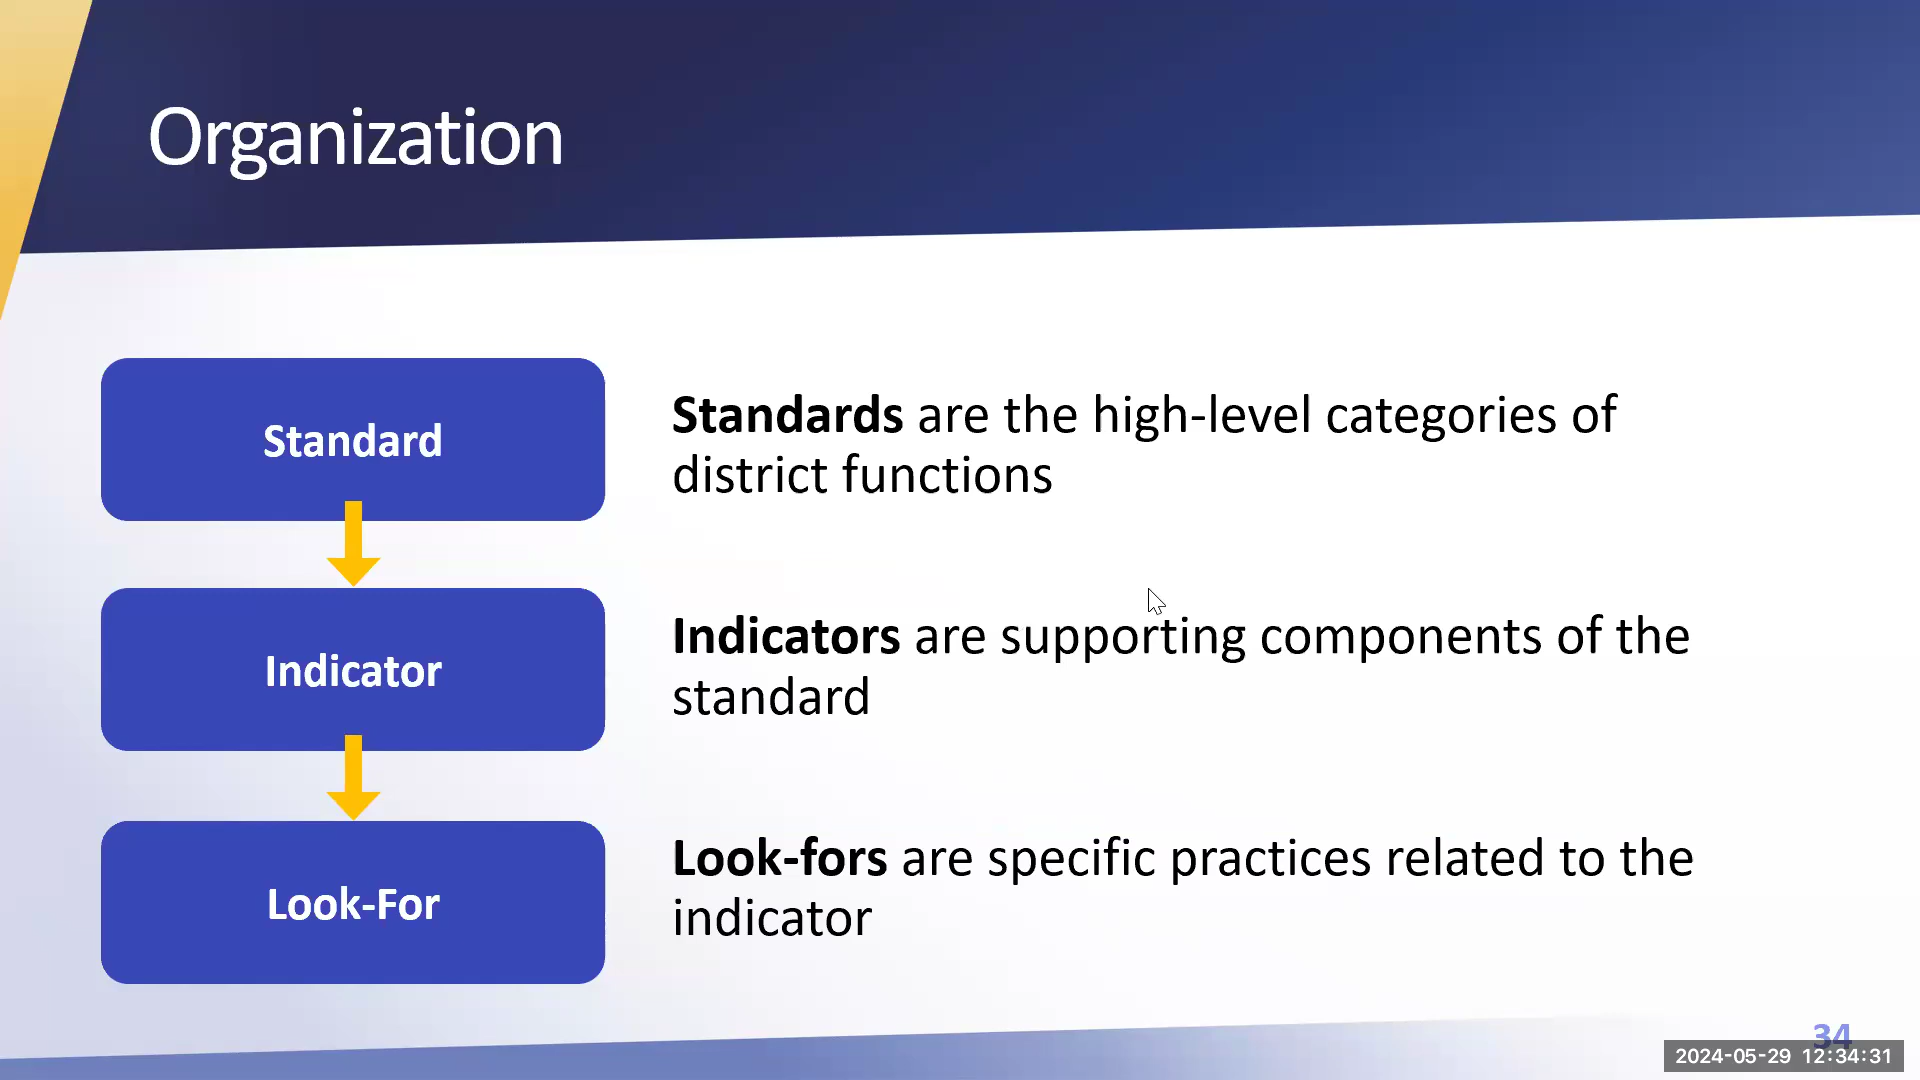 Organization
Standard
Standards are the high-level categories of
district functions
Indicator
Indicators are supporting components of the
standard
Look-For
Look-fors are specific practices related to the
indicator
34
2024-05-29 12:34:31